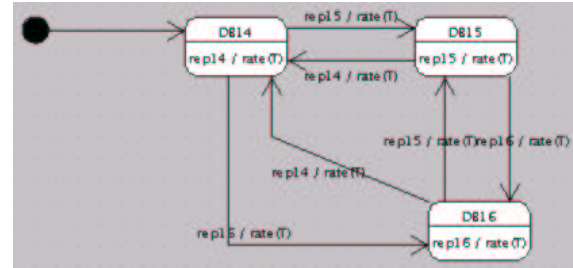 rep15 / rate(T)
DB14
DB15
rep14 / rate(T)
rep15 / rate(T)
rep14 / rate(T)
rep15 / rate(T)
rep16 / rate(T)
rep14 / rate(T)
DB16
rep16 / rate(T)
rep16 / rate(T)